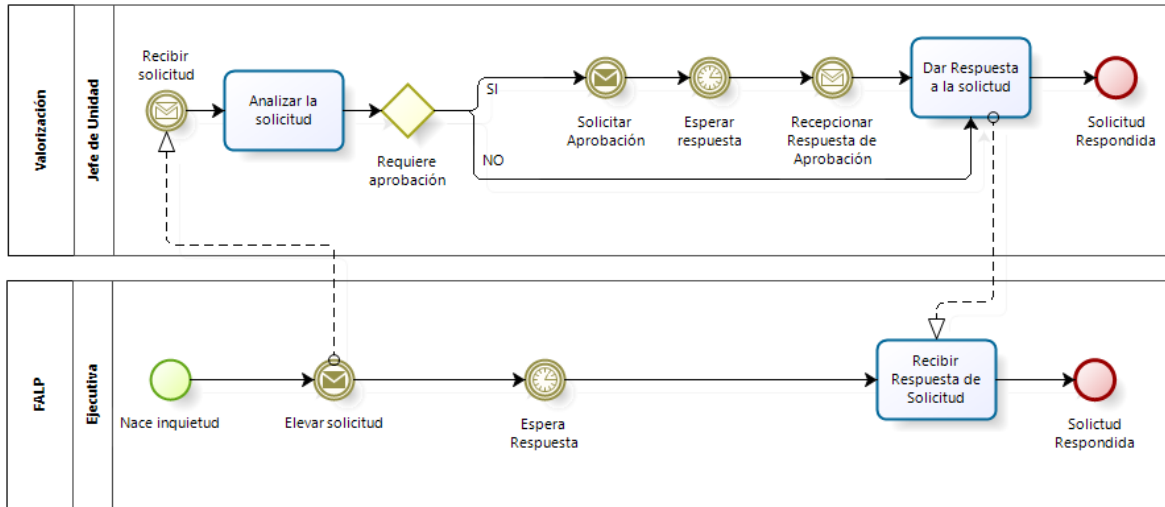 Valorización
Jefe de Unidad
Recibir
solicitud
Analizar la
solicitud
Requiere
aprobación
SI
NO
Solicitar
Aprobación
Esperar
respuesta
Recepcionar
Respuesta de
Aprobación
Dar Respuesta
a la solictud
Solicitud
Respondida
FALP
Ejecutiva
Nace inquietud
Elevar solicitud
Espera
Respuesta
Recibir
Respuesta de
Solicitud
Solictud
Respondida